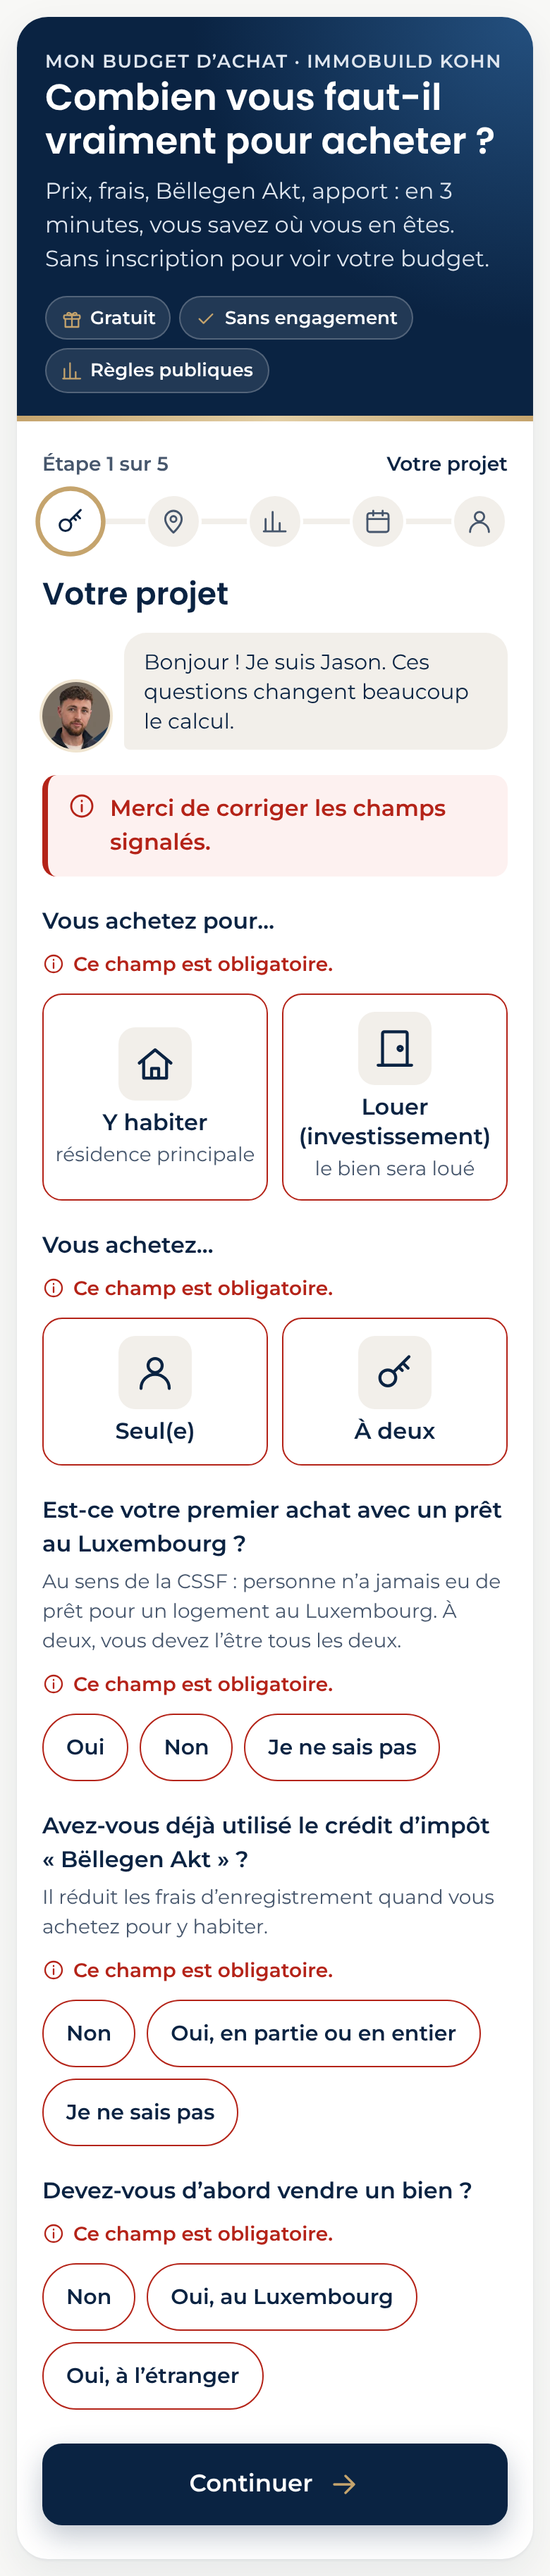 MON BUDGET D’ACHAT · IMMOBUILD KOHN
Combien vous faut-il
vraiment pour acheter ?
Prix, frais, Bëllegen Akt, apport : en 3
minutes, vous savez où vous en êtes.
Sans inscription pour voir votre budget.
Gratuit
Sans engagement
Règles publiques
Étape 1 sur 5
Votre projet
Votre projet
Bonjour ! Je suis Jason. Ces
questions changent beaucoup
le calcul.
Merci de corriger les champs
signalés.
Vous achetez pour…
Ce champ est obligatoire.
Y habiter
résidence principale
Louer
(investissement)
le bien sera loué
Vous achetez…
Ce champ est obligatoire.
Seul(e)
À deux
Est-ce votre premier achat avec un prêt
au Luxembourg ?
Au sens de la CSSF : personne n’a jamais eu de
prêt pour un logement au Luxembourg. À
deux, vous devez l’être tous les deux.
Ce champ est obligatoire.
Oui
Non
Je ne sais pas
Avez-vous déjà utilisé le crédit d’impôt
« Bëllegen Akt » ?
Il réduit les frais d’enregistrement quand vous
achetez pour y habiter.
Ce champ est obligatoire.
Non
Oui, en partie ou en entier
Je ne sais pas
Devez-vous d’abord vendre un bien ?
Ce champ est obligatoire.
Non
Oui, au Luxembourg
Oui, à l’étranger
Continuer